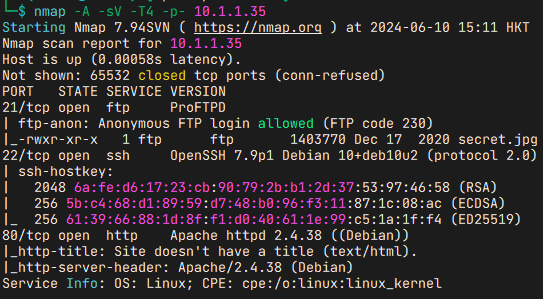 └─$ nmap -A -sV -T4 -p- 10.1.1.35
Starting Nmap 7.94SVN ( https://nmap.org ) at 2024-06-10 15:11 HKT
Nmap scan report for 10.1.1.35
Host is up (0.00058s latency).
Not shown: 65532 closed tcp ports (conn-refused)
PORT   STATE SERVICE VERSION
21/tcp open  ftp     ProFTPD
| ftp-anon: Anonymous FTP login allowed (FTP code 230)
|_-rwxr-xr-x   1 ftp      ftp       1403770 Dec 17  2020 secret.jpg
22/tcp open  ssh     OpenSSH 7.9p1 Debian 10+deb10u2 (protocol 2.0)
| ssh-hostkey:
|   2048 6a:fe:d6:17:23:cb:90:79:2b:b1:2d:37:53:97:46:58 (RSA)
|   256 5b:c4:68:d1:89:59:d7:48:b0:96:f3:11:87:1c:08:ac (ECDSA)
|_  256 61:39:66:88:1d:8f:f1:d0:40:61:1e:99:c5:1a:1f:f4 (ED25519)
80/tcp open  http    Apache httpd 2.4.38 ((Debian))
|_http-title: Site doesn't have a title (text/html).
|_http-server-header: Apache/2.4.38 (Debian)
Service Info: OS: Linux; CPE: cpe:/o:linux:linux_kernel